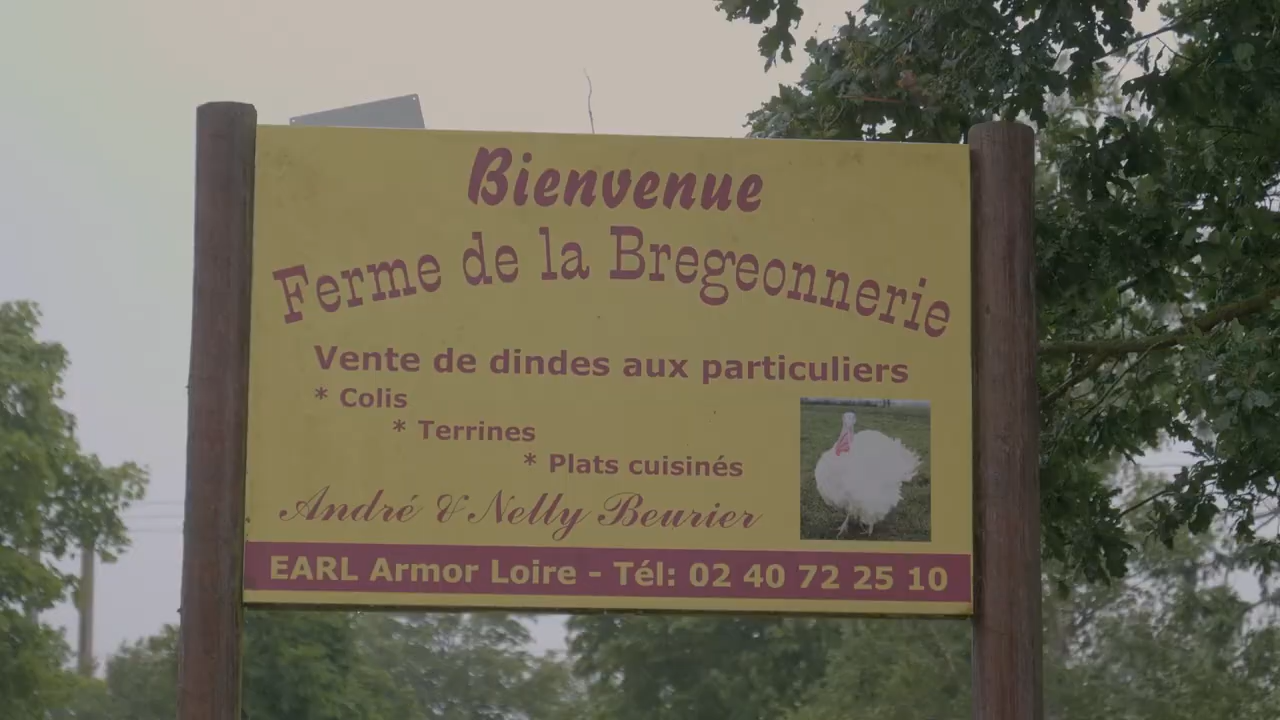 Bienvenue
Ferme de la Bregeonnerie
Vente de dindes aux particuliers
* Colis
* Terrines
* Plats cuisinés
André & Nelly Beurier
EARL Armor Loire - Tél: 02 40 72 25 10